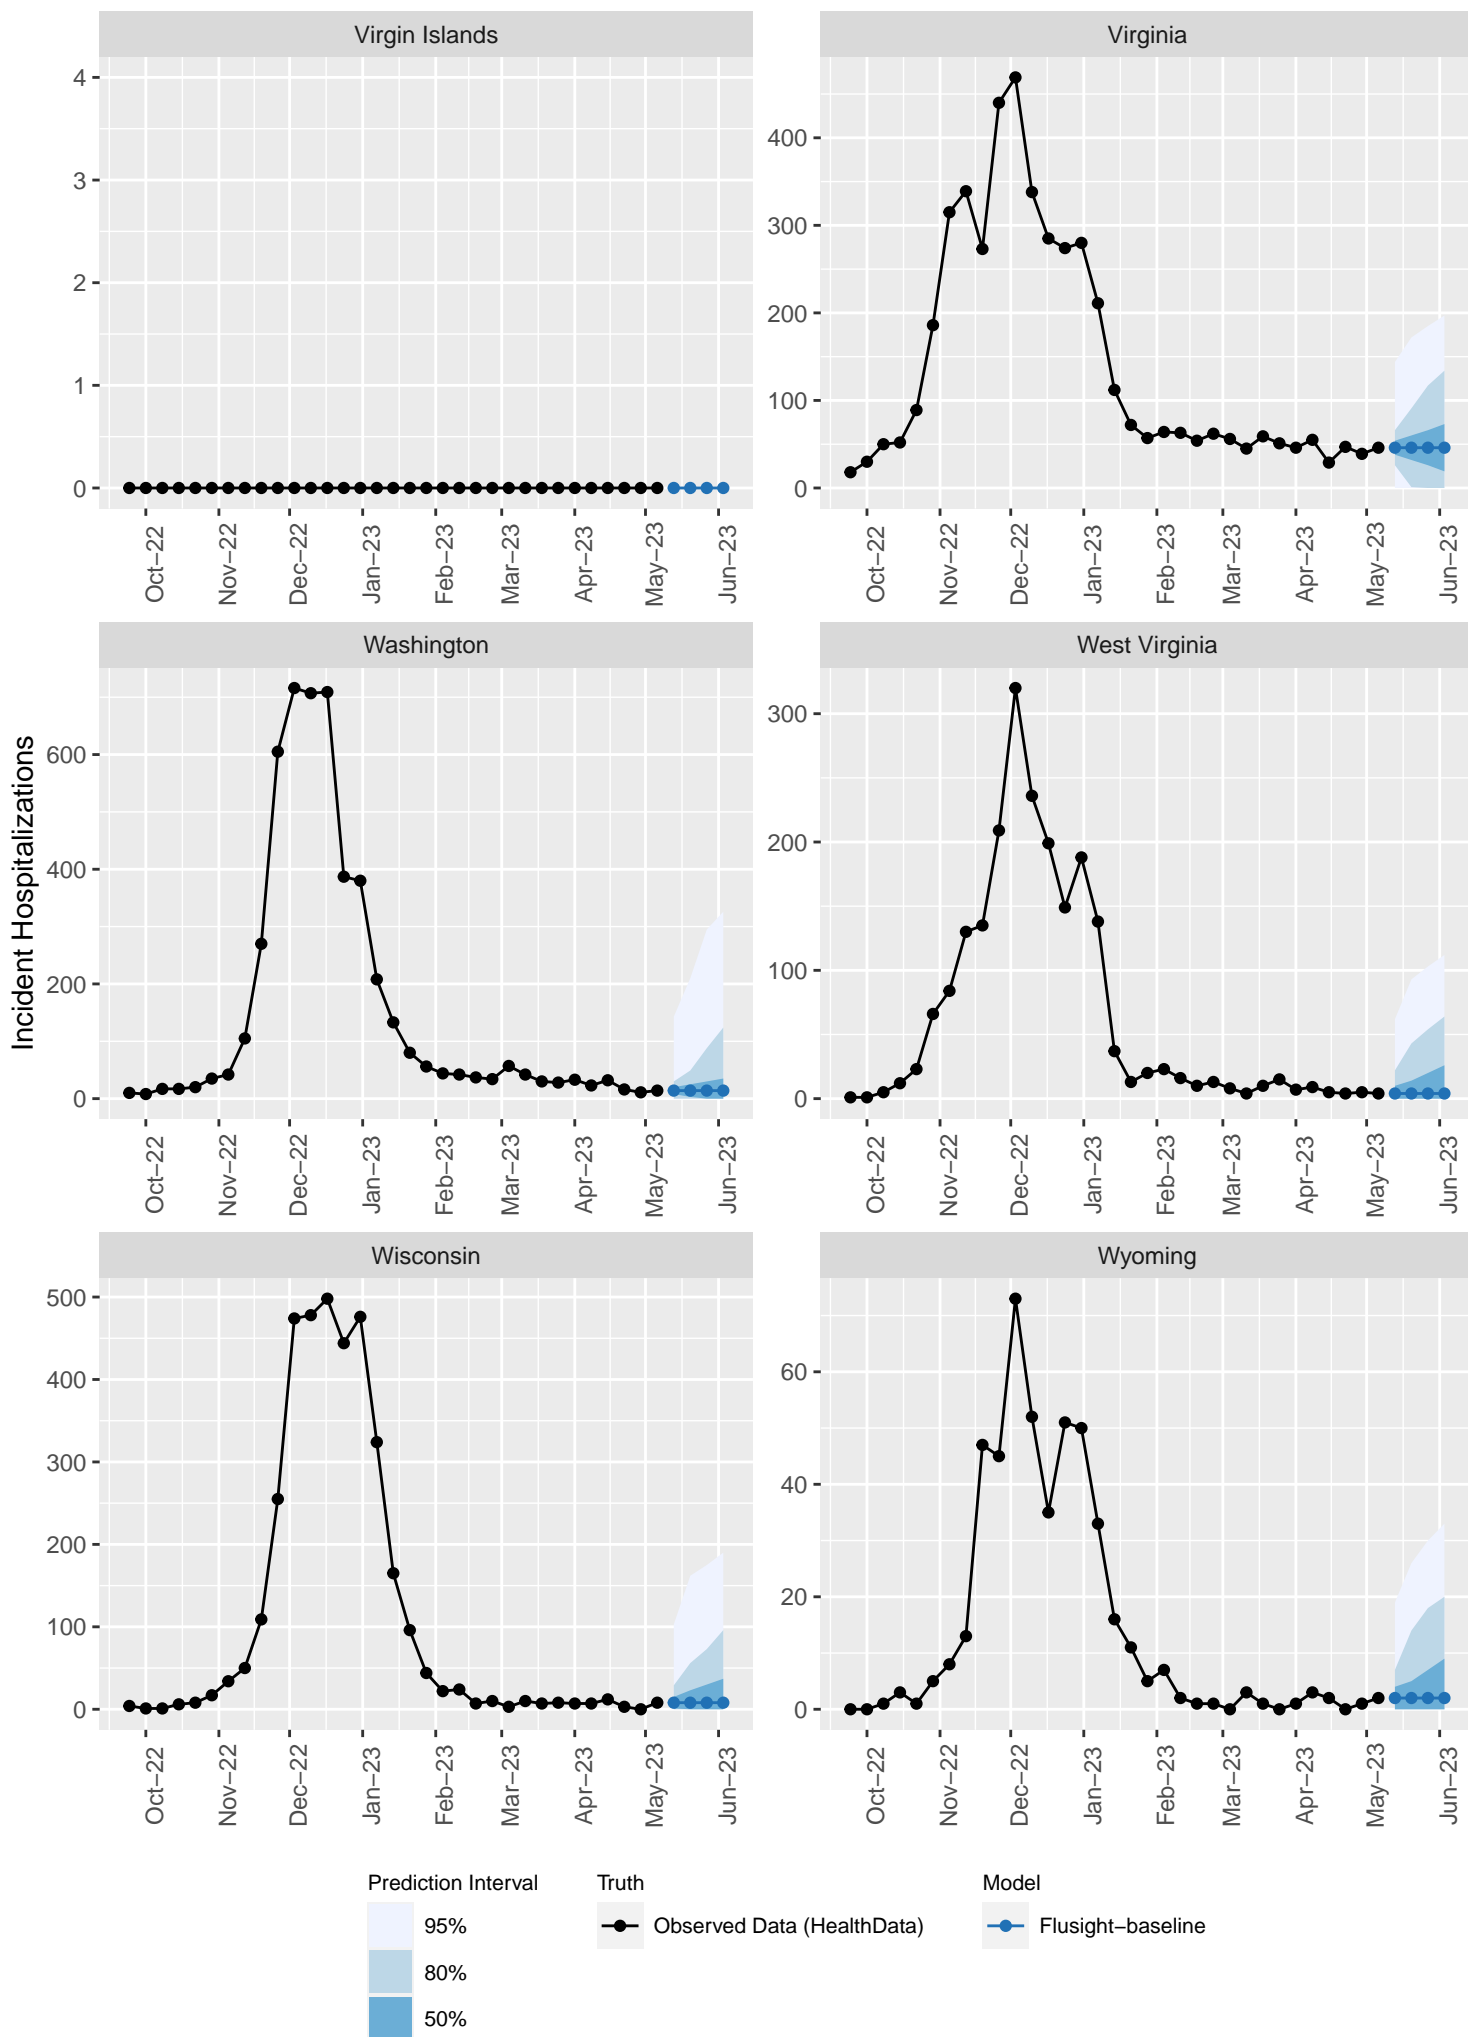 Virgin Islands
Virginia
4
3
2
1
0
400
300
200
100
0
Oct−22
Nov−22
Dec−22
Jan−23
Feb−23
Mar−23
Apr−23
May−23
Jun−23
Oct−22
Nov−22
Dec−22
Jan−23
Feb−23
Mar−23
Apr−23
May−23
Jun−23
Incident Hospitalizations
Washington
West Virginia
600
400
200
0
300
200
100
0
Oct−22
Nov−22
Dec−22
Jan−23
Feb−23
Mar−23
Apr−23
May−23
Jun−23
Oct−22
Nov−22
Dec−22
Jan−23
Feb−23
Mar−23
Apr−23
May−23
Jun−23
Wisconsin
Wyoming
500
400
300
200
100
0
60
40
20
0
Oct−22
Nov−22
Dec−22
Jan−23
Feb−23
Mar−23
Apr−23
May−23
Jun−23
Oct−22
Nov−22
Dec−22
Jan−23
Feb−23
Mar−23
Apr−23
May−23
Jun−23
Prediction Interval
95%
80%
50%
Truth
Observed Data (HealthData)
Model
Flusight−baseline